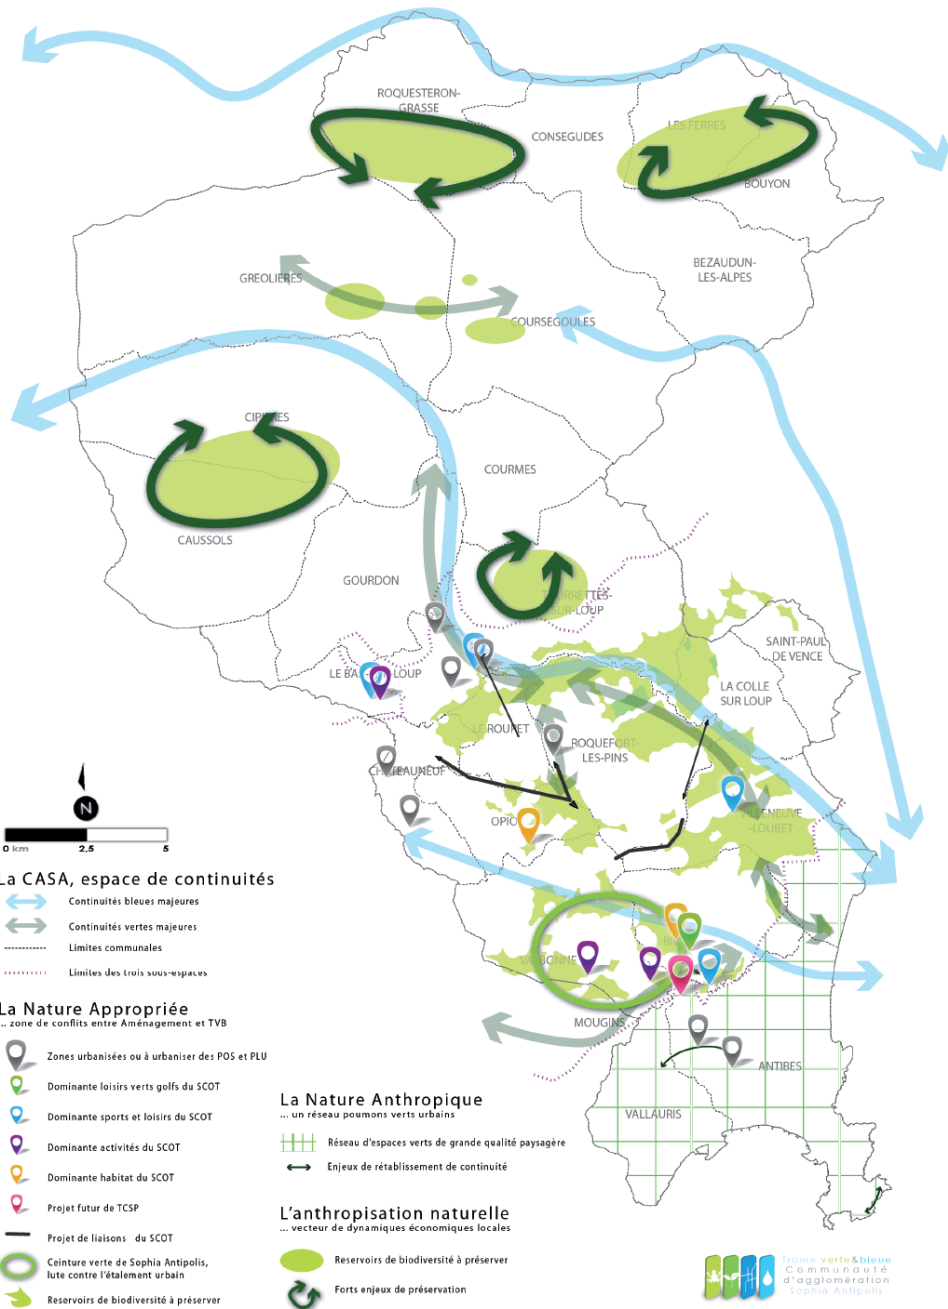 ROQUESTERON-
GRASSE
CONSEGUDES
LES FERRES
BOUYON
GREOLIERES
BEZAUDUN-
LES-ALPES
COURSEGOULES
COURMES
CAUSSOLS
GOURDON
SUR-LOUP
SAINT-PAUL
DE VENCE
LA COLLE
SUR LOUP
LE ROURET
ROQUEFORT-
LES-PINS
CHATEAUNEUF
VILLENEUVE
-LOUBET
VALBONNE
MOUGINS
ANTIBES
VALLAURIS
N
0 km 2,5 5
La CASA, espace de continuités
Continuités bleues majeures
Continuités vertes majeures
Limites communales
Limites des trois sous-espaces
La Nature Appropriée
... zone de conflits entre Aménagement et TVB
Zones urbanisées ou à urbaniser des POS et PLU
Dominante loisirs verts golfs du SCOT
Dominante sports et loisirs du SCOT
Dominante activités du SCOT
Dominante habitat du SCOT
Projet futur de TCSP
Projet de liaisons du SCOT
Ceinture verte de Sophia Antipolis,
lute contre l'étalement urbain
Reservoirs de biodiversité à préserver
La Nature Anthropique
... un réseau poumons verts urbains
Réseau d'espaces verts de grande qualité paysagère
Enjeux de rétablissement de continuité
L'anthropisation naturelle
... vecteur de dynamiques économiques locales
Reservoirs de biodiversité à préserver
Forts enjeux de préservation
Trame verte&bleue
Communauté
d'agglomération
Sophia Antipolis